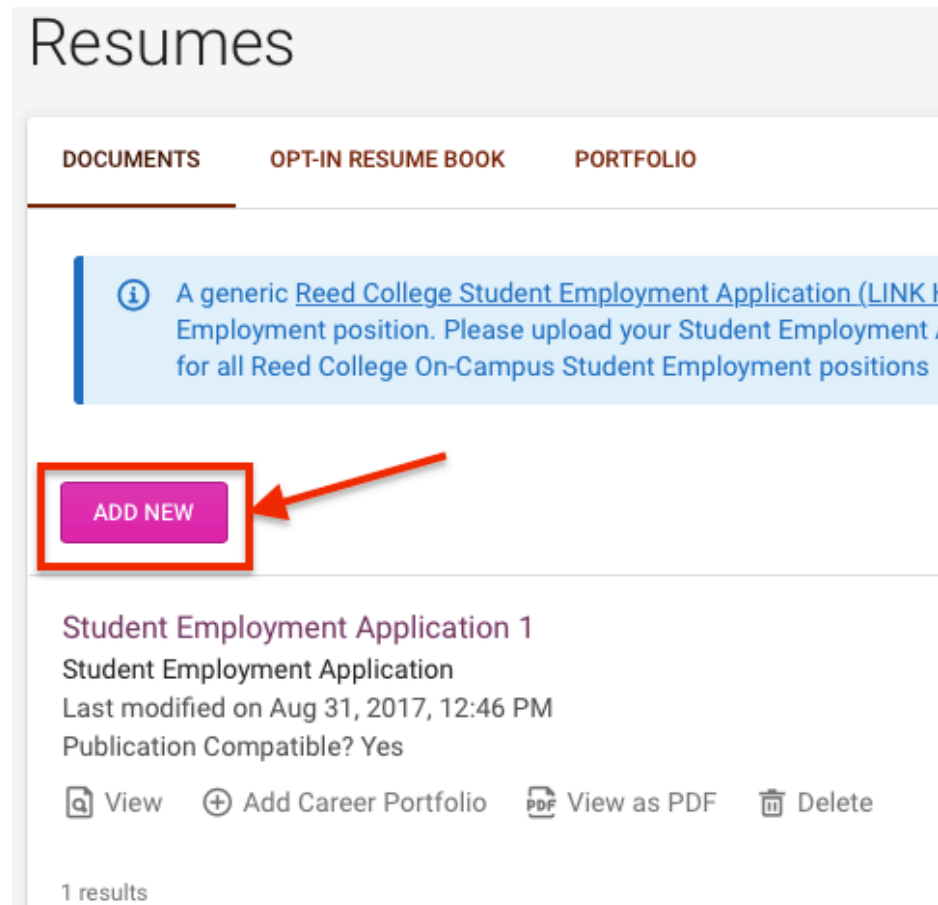 Resumes
DOCUMENTS OPT-IN RESUME BOOK PORTFOLIO
A generic Reed College Student Employment Application (LINK
Employment position. Please upload your Student Employment
for all Reed College On-Campus Student Employment positions
ADD NEW
Student Employment Application 1
Student Employment Application
Last modified on Aug 31, 2017, 12:46 PM
Publication Compatible? Yes
View Add Career Portfolio PDF View as PDF Delete
1 results